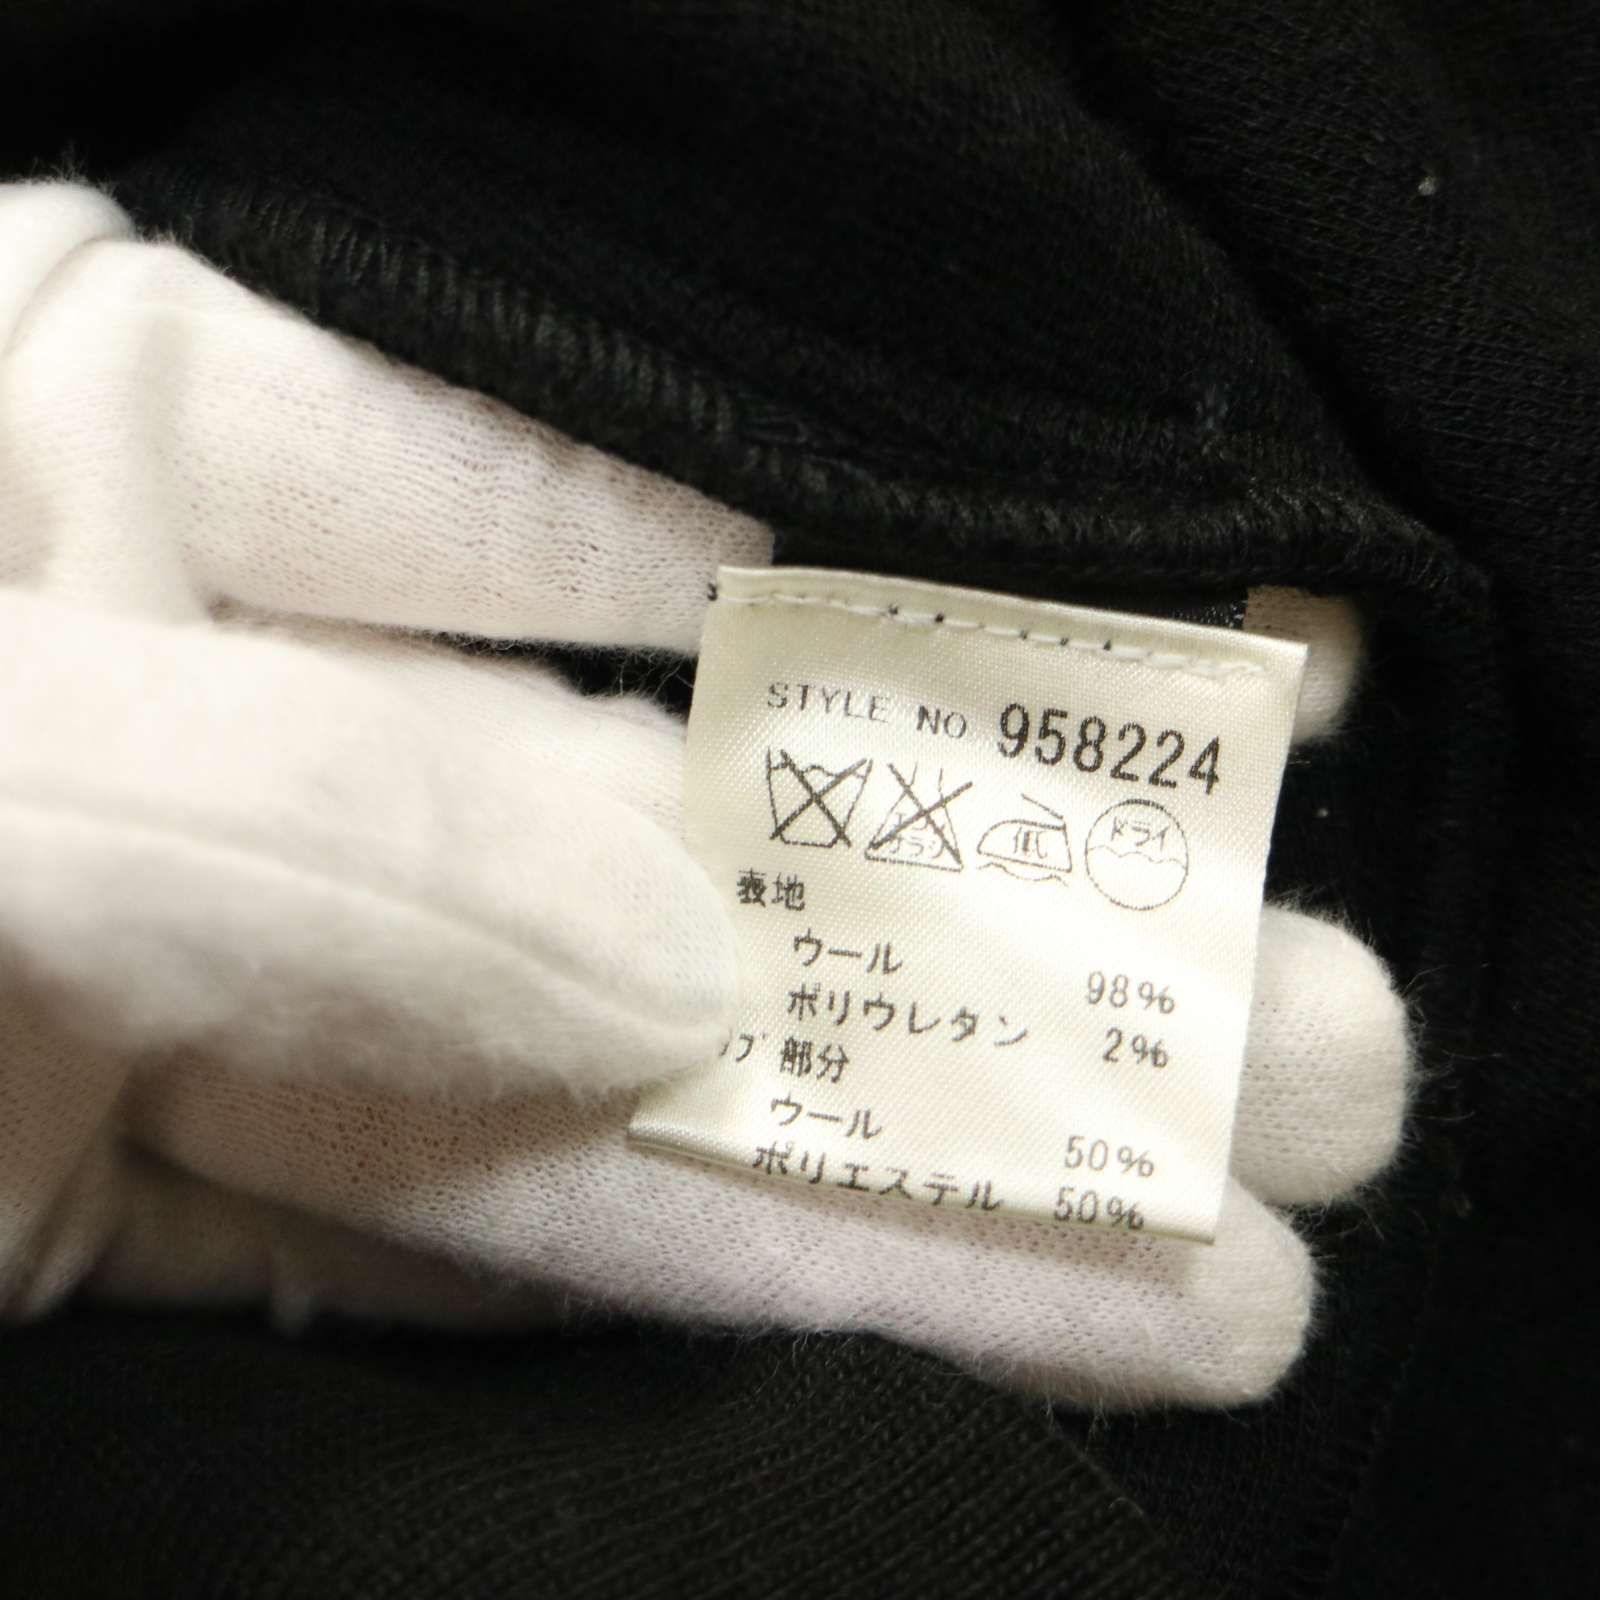 STYLE NO 958224
低 ドライ
表地
ウール 98%
ポリウレタン 2%
部分
ウール 50%
ポリエステル 50%